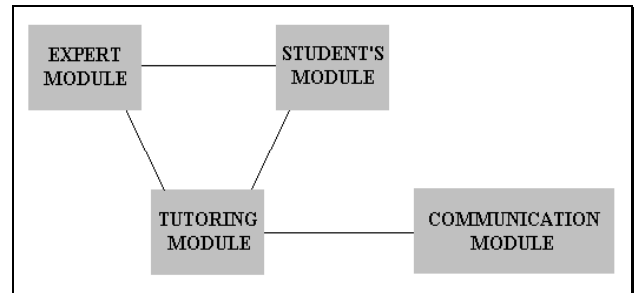 EXPERT
MODULE
STUDENT'S
MODULE
TUTORING
MODULE
COMMUNICATION
MODULE